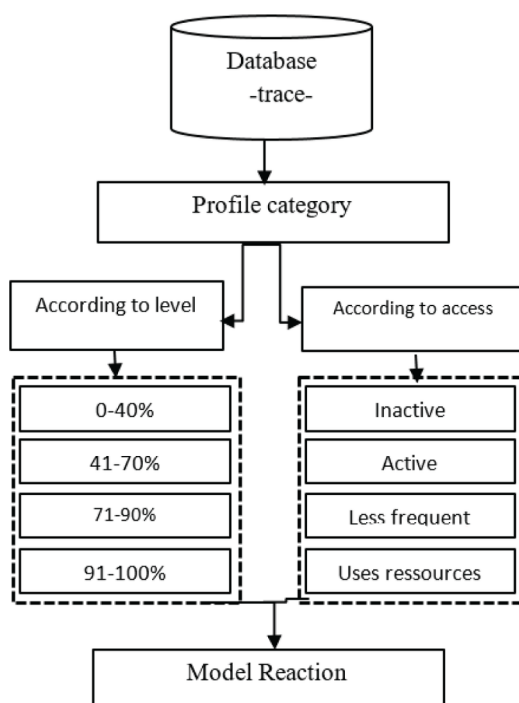 Database
-trace-
Profile category
According to level
According to access
0-40%
41-70%
71-90%
91-100%
Inactive
Active
Less frequent
Uses ressources
Model Reaction